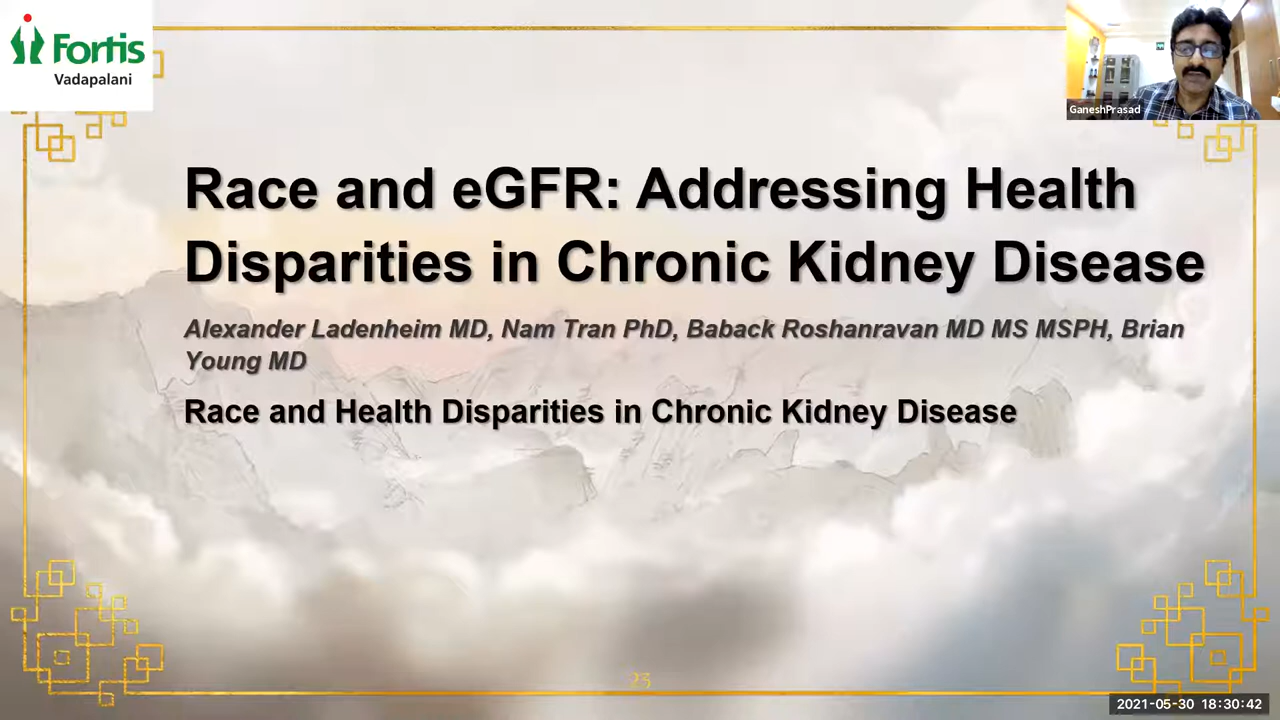 Fortis
Vadapalani
GaneshPrasad
Race and eGFR: Addressing Health
Disparities in Chronic Kidney Disease
Alexander Ladenheim MD, Nam Tran PhD, Baback Roshanravan MD MS MSPH, Brian
Young MD
Race and Health Disparities in Chronic Kidney Disease
23
2021-05-30 18:30:42